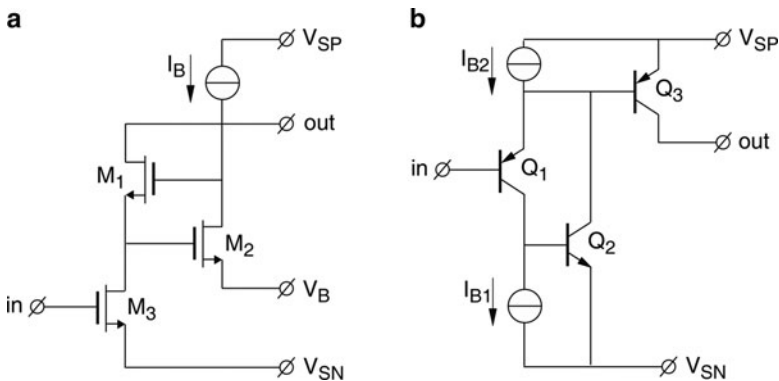 a
V_SP
I_B
out
M_1
M_2
in
M_3
V_B
V_SN
b
V_SP
I_B2
Q_3
out
in
Q_1
Q_2
I_B1
V_SN